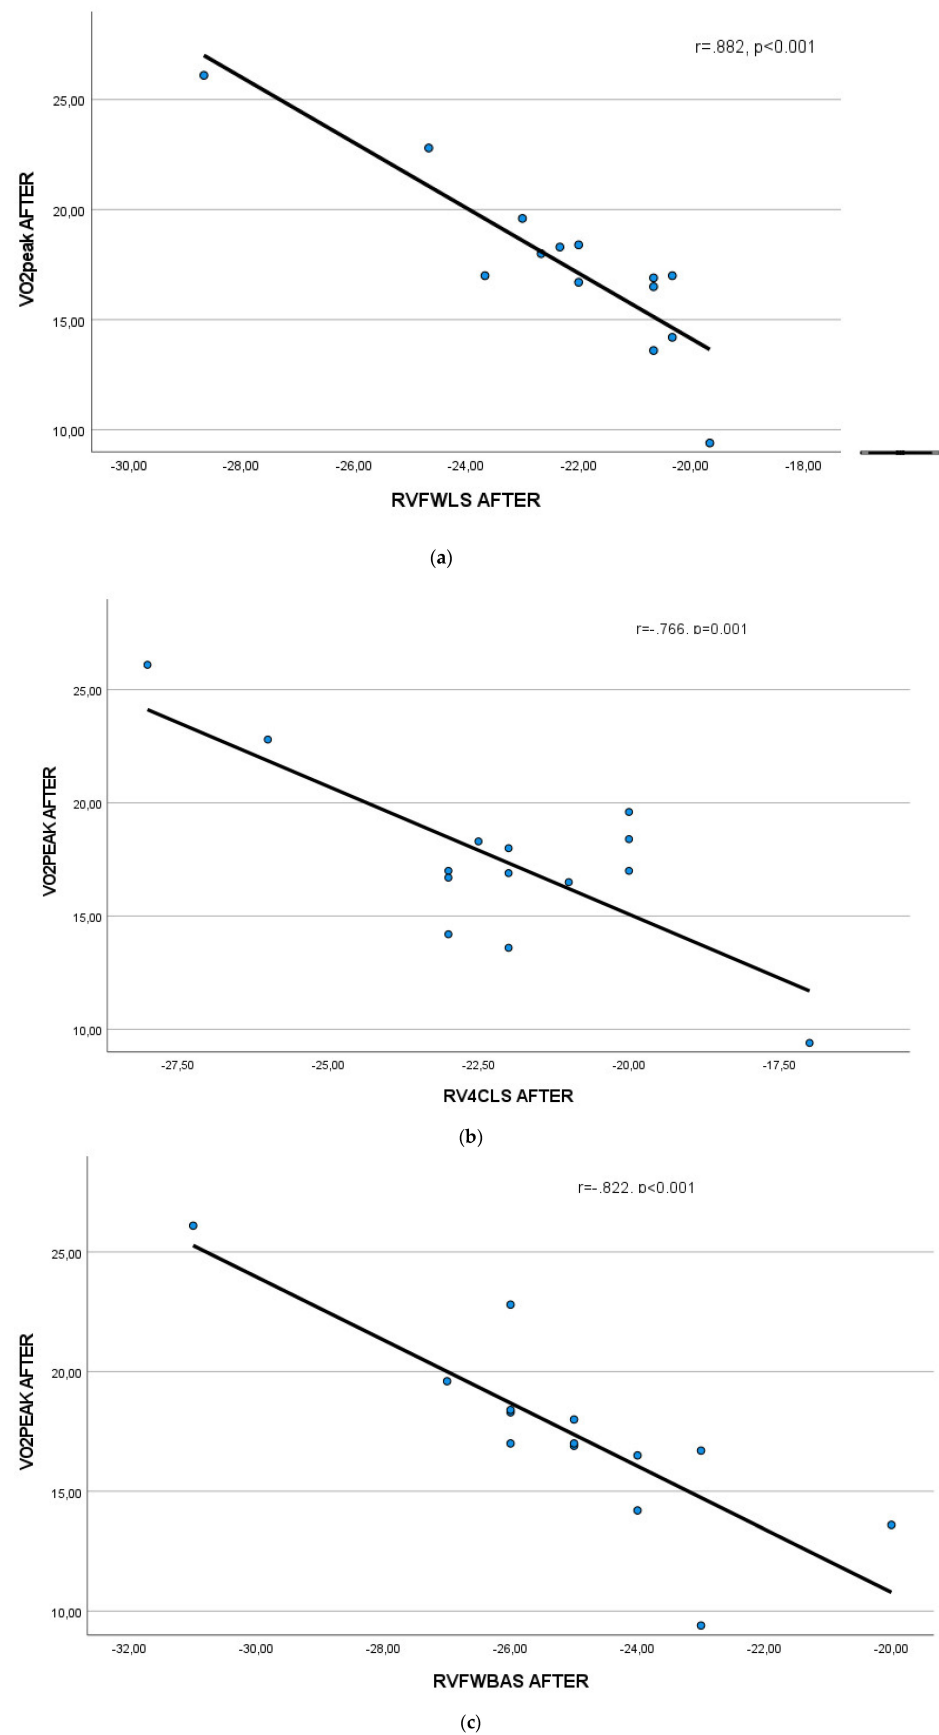 r=.882, p<0.001
25,00
20,00
15,00
10,00
VO2peak AFTER
-30,00 -28,00 -26,00 -24,00 -22,00 -20,00 -18,00
RVFWLS AFTER
(a)
r=-.766, p=0.001
25,00
20,00
15,00
10,00
VO2PEAK AFTER
-27,50 -25,00 -22,50 -20,00 -17,50
RV4CLS AFTER
(b)
r=-.822, p<0.001
25,00
20,00
15,00
10,00
VO2PEAK AFTER
-32,00 -30,00 -28,00 -26,00 -24,00 -22,00 -20,00
RVFWBAS AFTER
(c)